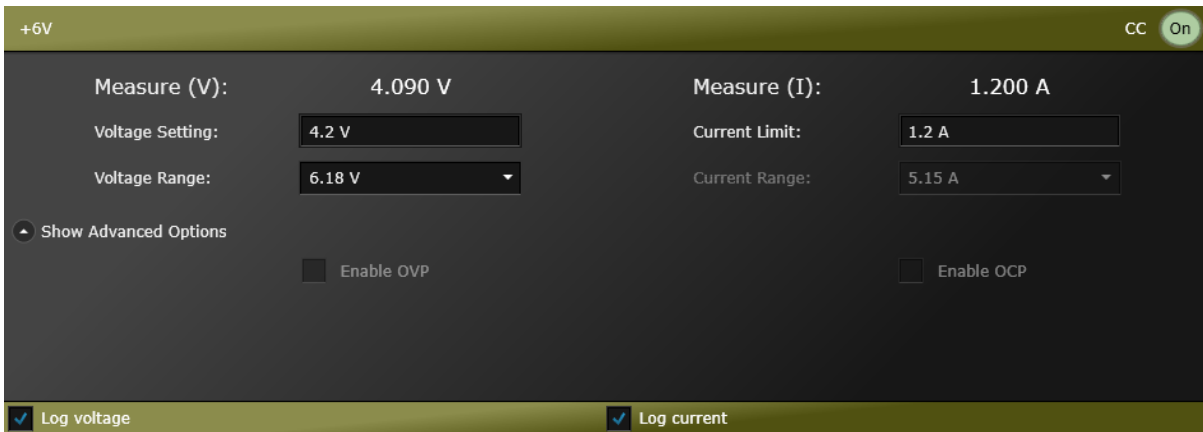 +6V CC On
Measure (V): 4.090 V Measure (I): 1.200 A
Voltage Setting: 4.2 V Current Limit: 1.2 A
Voltage Range: 6.18 V Current Range: 5.15 A
Show Advanced Options
Enable OVP Enable OCP
Log voltage Log current